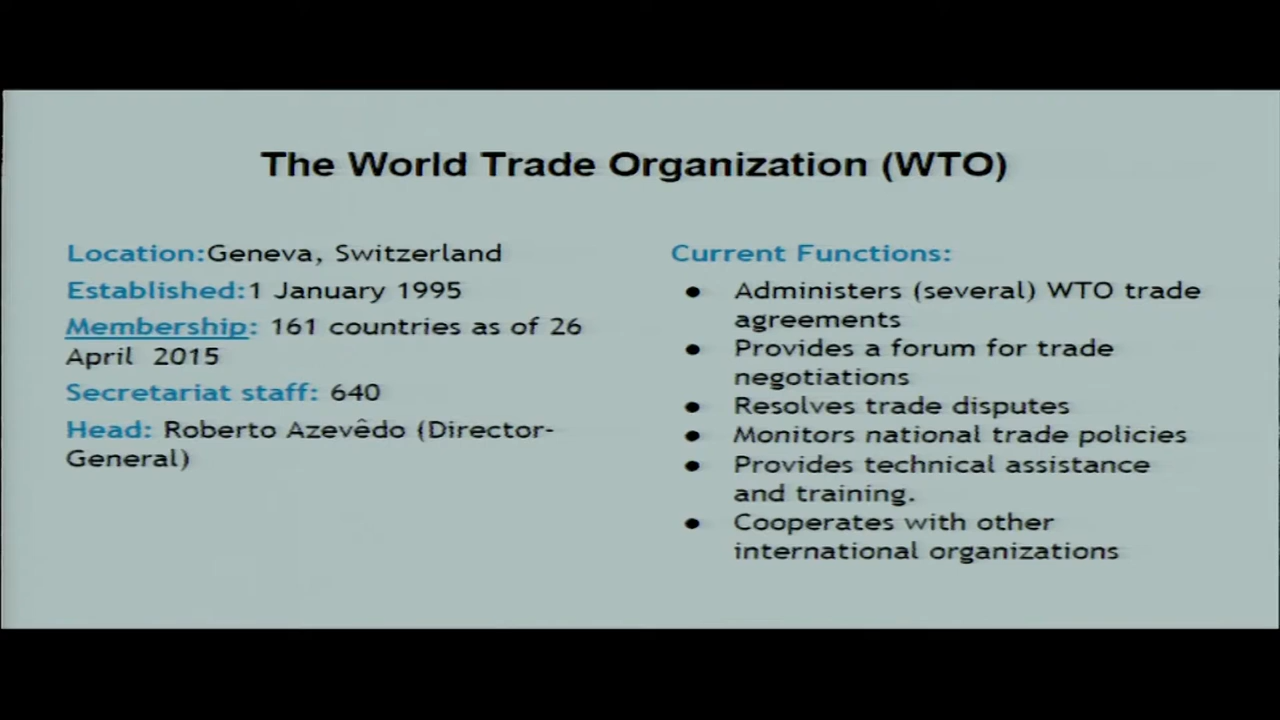 The World Trade Organization (WTO)
Location:Geneva, Switzerland
Established:1 January 1995
Membership: 161 countries as of 26
April 2015
Secretariat staff: 640
Head: Roberto Azevêdo (Director-
General)
Current Functions:
● Administers (several) WTO trade
agreements
● Provides a forum for trade
negotiations
● Resolves trade disputes
● Monitors national trade policies
● Provides technical assistance
and training.
● Cooperates with other
international organizations